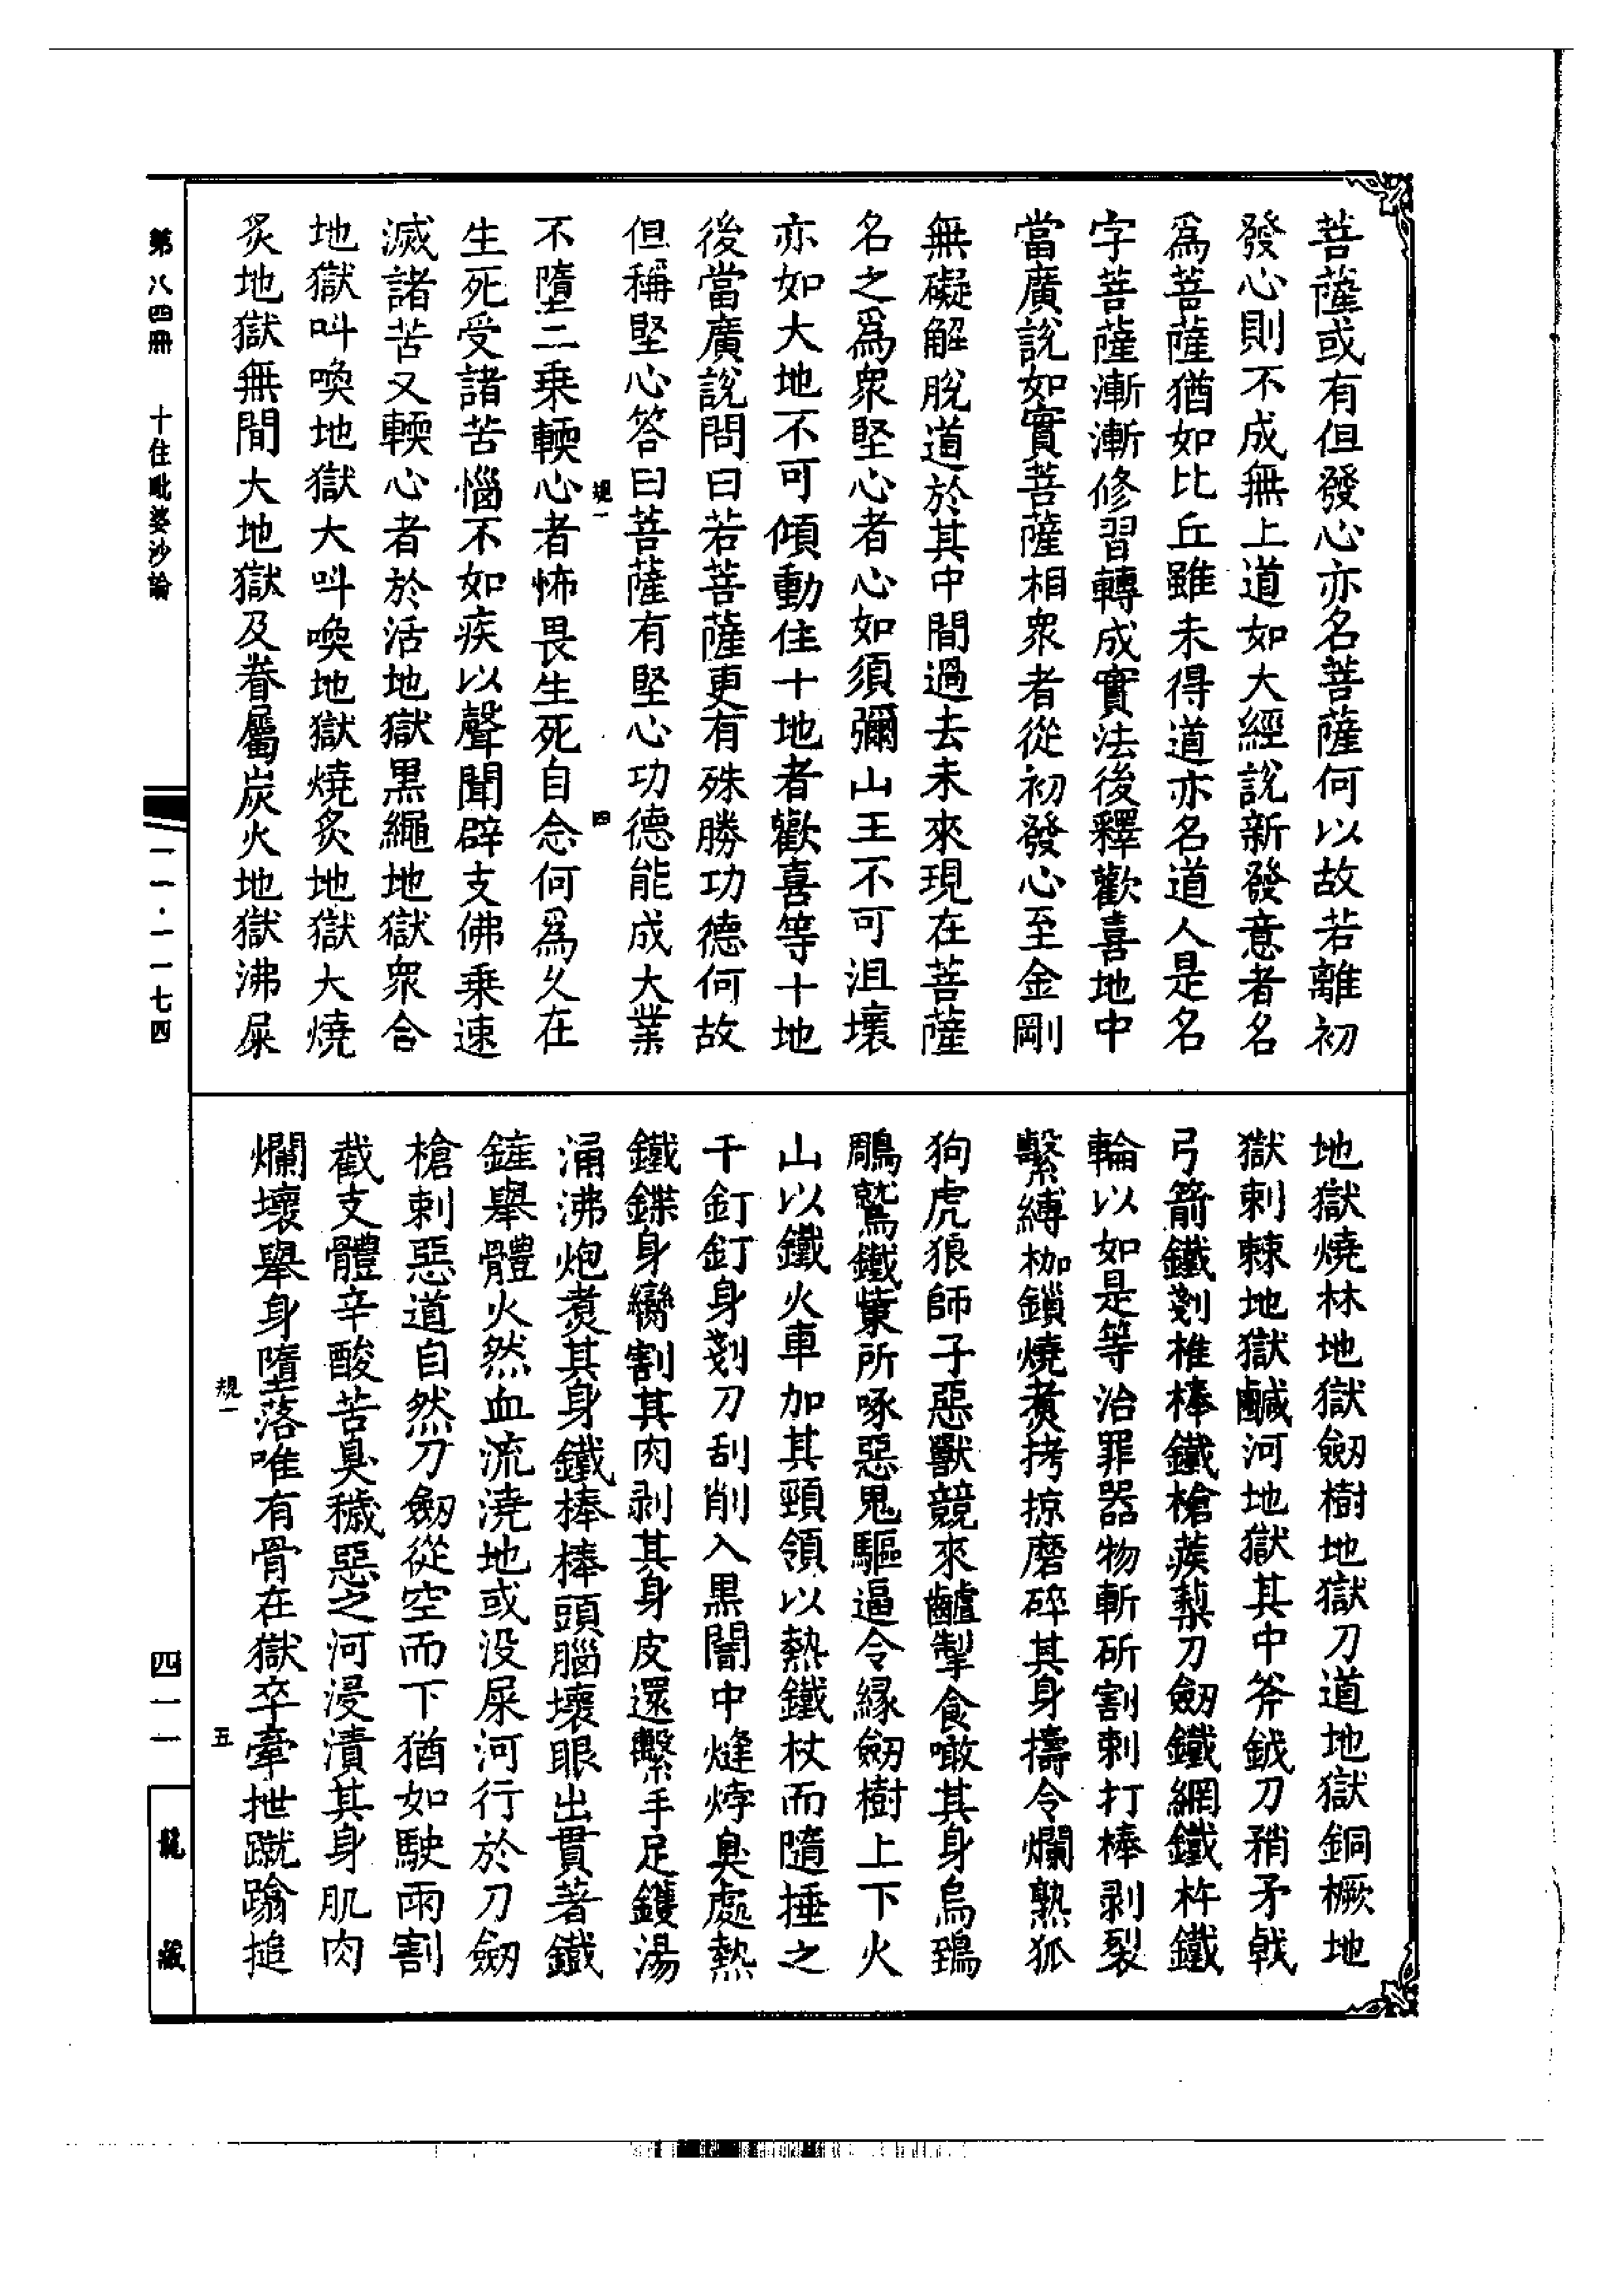 菩薩或有但發心亦名菩薩何以故若離初
發心則不成無上道如大經說新發意者名
爲菩薩猶如比丘雖未得道亦名道人是名
字菩薩漸漸修習轉成實法後釋歡喜地中
當廣說如實菩薩相眾者從初發心至金剛
無礙解脫道於其中間過去未來現在菩薩
名之爲眾堅心者心如須彌山王不可沮壞
亦如大地不可傾動住十地者歡喜等十地
後當廣說問曰若菩薩更有殊勝功德何故
但稱堅心答曰菩薩有堅心功德能成大業
規一 四
不墮二乘輭心者怖畏生死自念何爲久在
生死受諸苦惱不如疾以聲聞辟支佛乘速
滅諸苦又輭心者於活地獄黑繩地獄眾合
地獄叫喚地獄大叫喚地獄燒炙地獄大燒
炙地獄無間大地獄及眷屬炭火地獄沸屎
地獄燒林地獄劒樹地獄刀道地獄銅橛地
獄刺棘地獄鹹河地獄其中斧鉞刀矟矛戟
弓箭鐵剗椎棒鐵槍蒺蔾刀劒鐵網鐵杵鐵
輪以如是等治罪器物斬斫割刺打棒剥裂
繫縛枷鎖燒煑拷掠磨碎其身擣令爛熟狐
狗虎狼師子惡獸競來齟掣食噉其身烏鵄
鵰鷲鐵𭉨所啄惡鬼驅逼令緣劒樹上下火
山以鐵火車加其頸領以熱鐵杖而隨捶之
千釘釘身剗刀刮削入黑闇中熢㶿臭處熱
鐵鍱身臠割其肉剥其身皮還繫手足鑊湯
涌沸炮煑其身鐵棒棒頭腦壞眼出貫著鐵
鏟舉體火然血流澆地或没屎河行於刀劒
槍刺惡道自然刀劒從空而下猶如駛雨割
截支體辛酸苦臭穢惡之河浸漬其身肌肉
爛壞舉身墮落唯有骨在獄卒牽抴蹴蹹搥
規一 五
第八四冊 十住毗婆沙論
一一·一一七四
四一一
龍藏